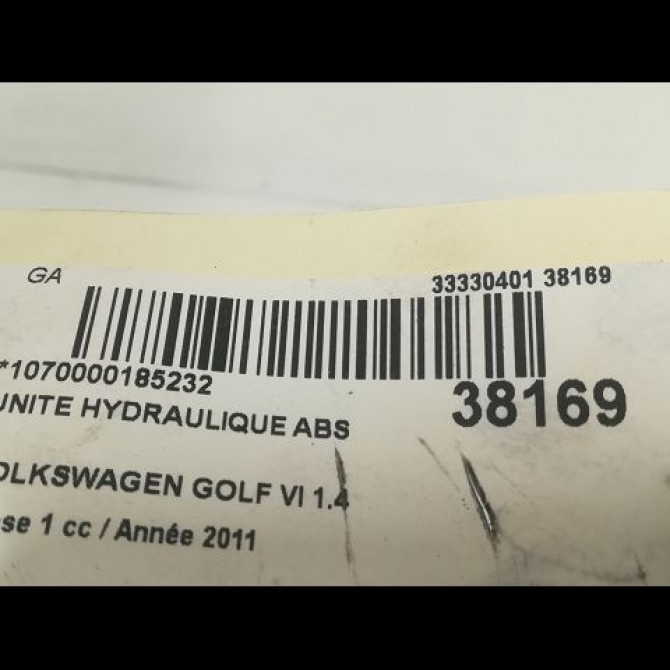 GA
33330401 38169
*1070000185232
38169
UNITE HYDRAULIQUE ABS
OLKSWAGEN GOLF VI 1.4
se 1 cc / Année 2011